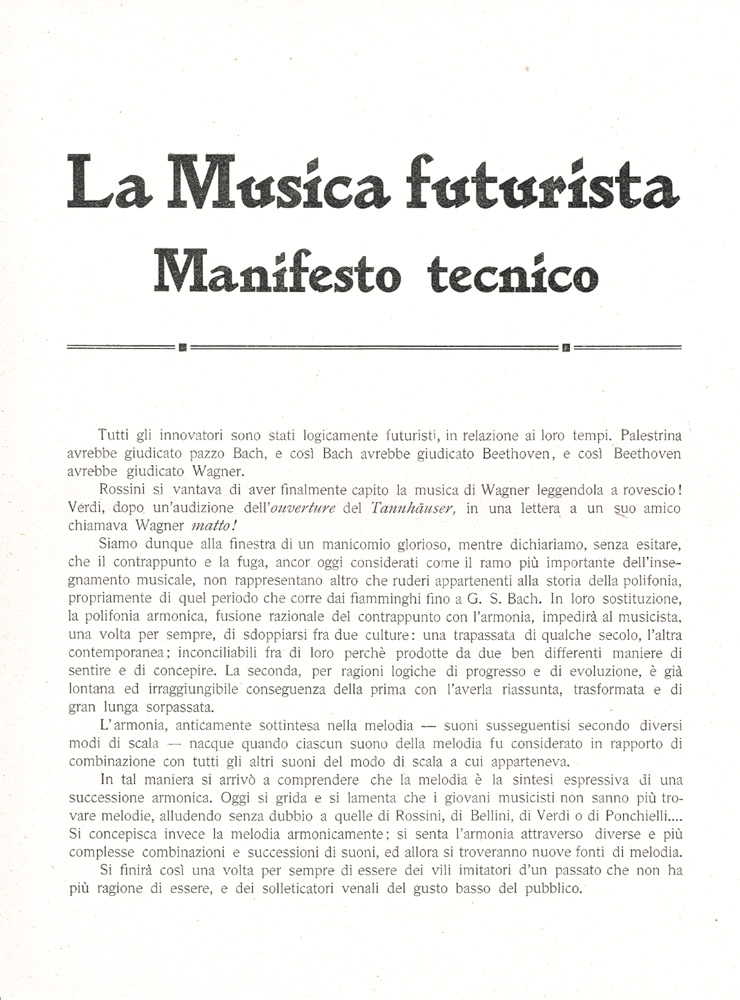 La Musica futurista
Manifesto tecnico
Tutti gli innovatori sono stati logicamente futuristi, in relazione ai loro tempi. Palestrina
avrebbe giudicato pazzo Bach, e così Bach avrebbe giudicato Beethoven, e così Beethoven
avrebbe giudicato Wagner.
Rossini si vantava di aver finalmente capito la musica di Wagner leggendola a rovescio!
Verdi, dopo un'audizione dell'ouverture del Tannhäuser, in una lettera a un suo amico
chiamava Wagner matto!
Siamo dunque alla finestra di un manicomio glorioso, mentre dichiariamo, senza esitare,
che il contrappunto e la fuga, ancor oggi considerati come il ramo più importante dell'inse-
gnamento musicale, non rappresentano altro che ruderi appartenenti alla storia della polifonia,
propriamente di quel periodo che corre dai fiamminghi fino a G. S. Bach. In loro sostituzione,
la polifonia armonica, fusione razionale del contrappunto con l'armonia, impedirà al musicista,
una volta per sempre, di sdoppiarsi fra due culture: una trapassata di qualche secolo, l'altra
contemporanea; inconciliabili fra di loro perchè prodotte da due ben differenti maniere di
sentire e di concepire. La seconda, per ragioni logiche di progresso e di evoluzione, è già
lontana ed irraggiungibile conseguenza della prima con l'averla riassunta, trasformata e di
gran lunga sorpassata.
L'armonia, anticamente sottintesa nella melodia — suoni susseguentisi secondo diversi
modi di scala — nacque quando ciascun suono della melodia fu considerato in rapporto di
combinazione con tutti gli altri suoni del modo di scala a cui apparteneva.
In tal maniera si arrivò a comprendere che la melodia è la sintesi espressiva di una
successione armonica. Oggi si grida e si lamenta che i giovani musicisti non sanno più tro-
vare melodie, alludendo senza dubbio a quelle di Rossini, di Bellini, di Verdi o di Ponchielli....
Si concepisca invece la melodia armonicamente; si senta l'armonia attraverso diverse e più
complesse combinazioni e successioni di suoni, ed allora si troveranno nuove fonti di melodia.
Si finirà così una volta per sempre di essere dei vili imitatori d'un passato che non ha
più ragione di essere, e dei solleticatori venali del gusto basso del pubblico.